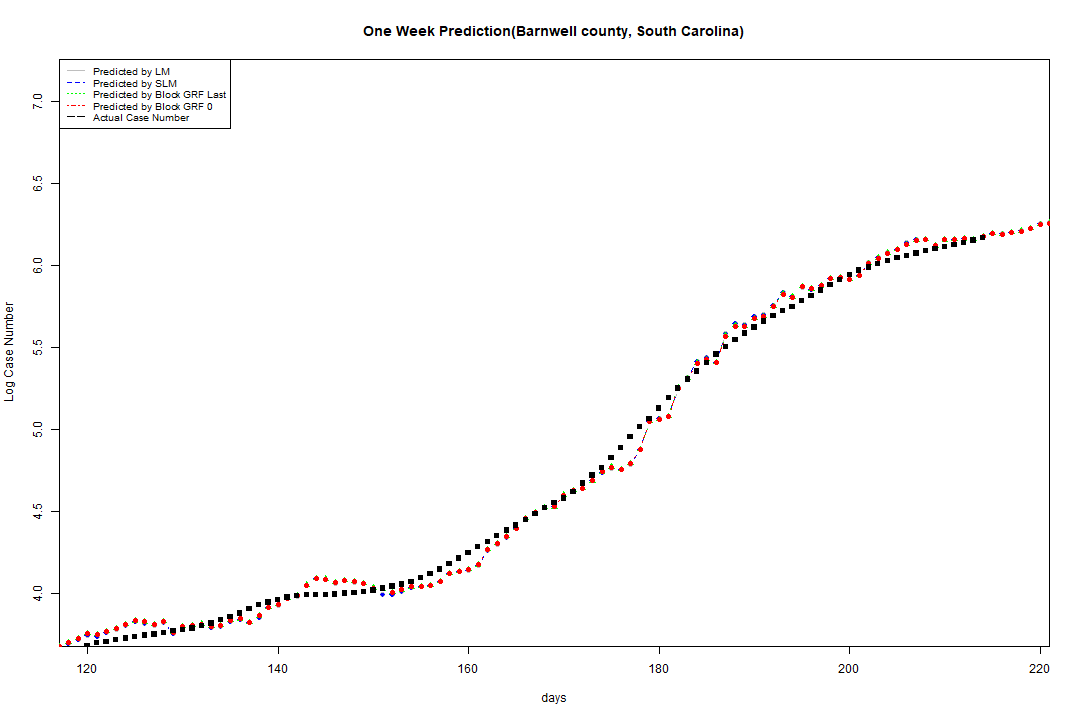 One Week Prediction(Barnwell county, South Carolina)
Predicted by LM
Predicted by SLM
Predicted by Block GRF Last
Predicted by Block GRF 0
Actual Case Number
7.0
6.5
6.0
5.5
5.0
4.5
4.0
Log Case Number
120 140 160 180 200 220
days